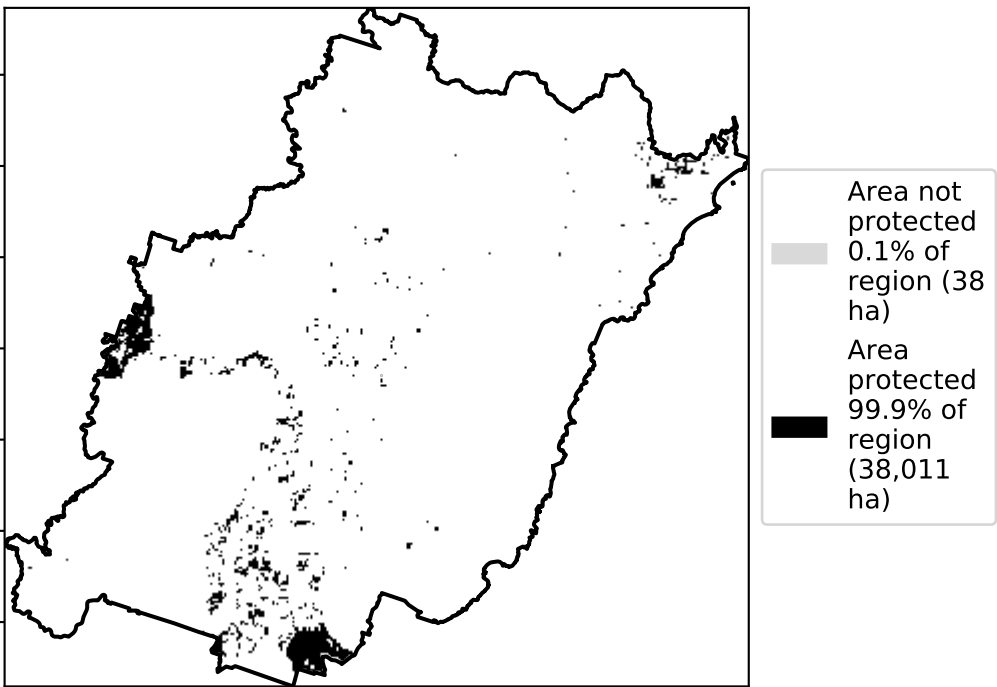 Area not
protected
0.1% of
region (38
ha)
Area
protected
99.9% of
region
(38,011
ha)